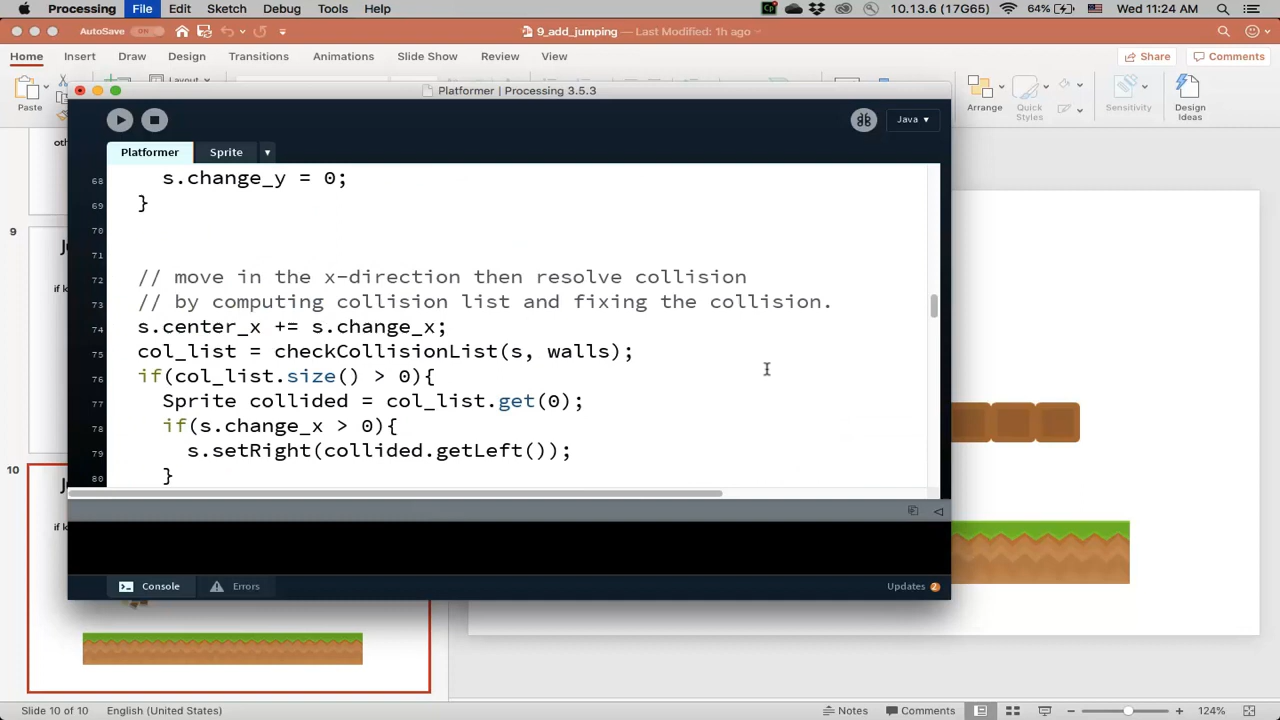 Processing File Edit Sketch Debug Tools Help 10.13.6 (17G65) 64% Wed 11:24 AM
AutoSave 9_add_jumping — Last Modified: 1h ago
Home Insert Draw Design Transitions Animations Slide Show Review View Share Comments
Paste Layout Arrange Quick Styles Sensitivity Design Ideas
Platformer | Processing 3.5.3
Java
Platformer Sprite
68 s.change_y = 0;
69 }
70
71
72 // move in the x-direction then resolve collision
73 // by computing collision list and fixing the collision.
74 s.center_x += s.change_x;
75 col_list = checkCollisionList(s, walls);
76 if(col_list.size() > 0){
77 Sprite collided = col_list.get(0);
78 if(s.change_x > 0){
79 s.setRight(collided.getLeft());
80 }
Console Errors Updates 2
9
10
if k
Slide 10 of 10 English (United States) Notes Comments 124%